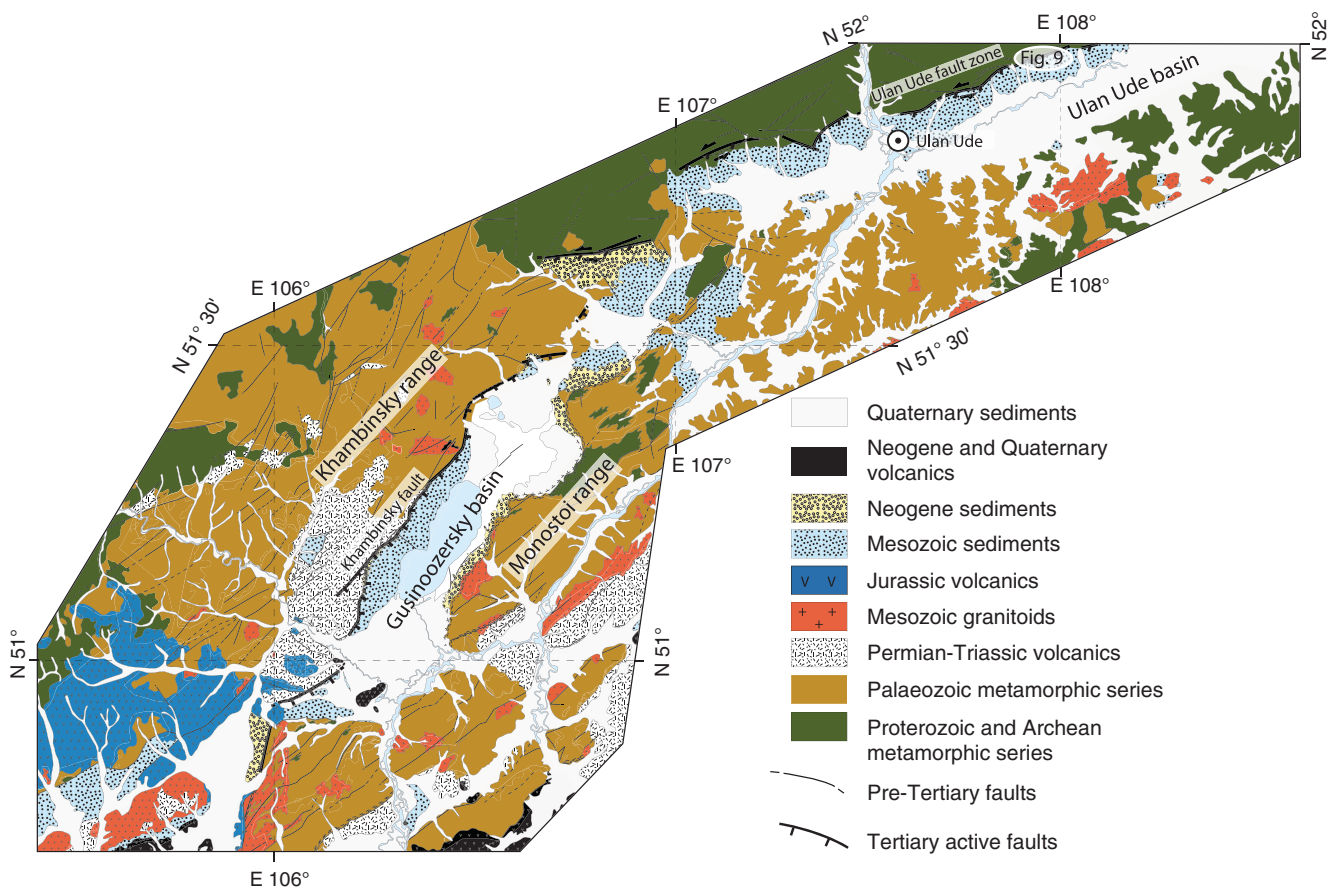 N 52°
E 108°
N 52°
Fig. 9
Ulan Ude fault zone
Ulan Ude basin
E 107°
Ulan Ude
E 106°
E 108°
N 51° 30'
N 51° 30'
Khambinsky range
E 107°
Khambinsky fault
Gusinoozersky basin
Monostoi range
N 51°
N 51°
E 106°
Quaternary sediments
Neogene and Quaternary
volcanics
Neogene sediments
Mesozoic sediments
v v
Jurassic volcanics
+ +
+
Mesozoic granitoids
Permian-Triassic volcanics
Palaeozoic metamorphic series
Proterozoic and Archean
metamorphic series
Pre-Tertiary faults
Tertiary active faults